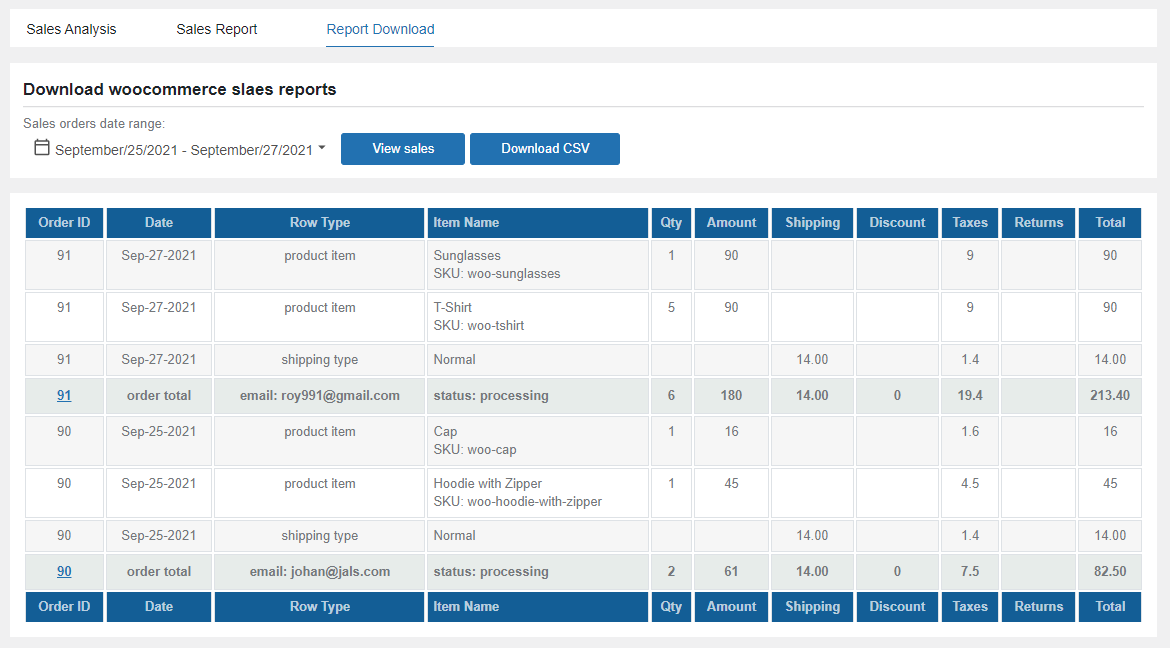 Sales Analysis Sales Report Report Download
Download woocommerce slaes reports
Sales orders date range:
September/25/2021 - September/27/2021 View sales Download CSV
Order ID Date Row Type Item Name Qty Amount Shipping Discount Taxes Returns Total
91 Sep-27-2021 product item Sunglasses 1 90 9 90
SKU: woo-sunglasses
91 Sep-27-2021 product item T-Shirt 5 90 9 90
SKU: woo-tshirt
91 Sep-27-2021 shipping type Normal 14.00 1.4 14.00
91 order total email: roy991@gmail.com status: processing 6 180 14.00 0 19.4 213.40
90 Sep-25-2021 product item Cap 1 16 1.6 16
SKU: woo-cap
90 Sep-25-2021 product item Hoodie with Zipper 1 45 4.5 45
SKU: woo-hoodie-with-zipper
90 Sep-25-2021 shipping type Normal 14.00 1.4 14.00
90 order total email: johan@jals.com status: processing 2 61 14.00 0 7.5 82.50
Order ID Date Row Type Item Name Qty Amount Shipping Discount Taxes Returns Total